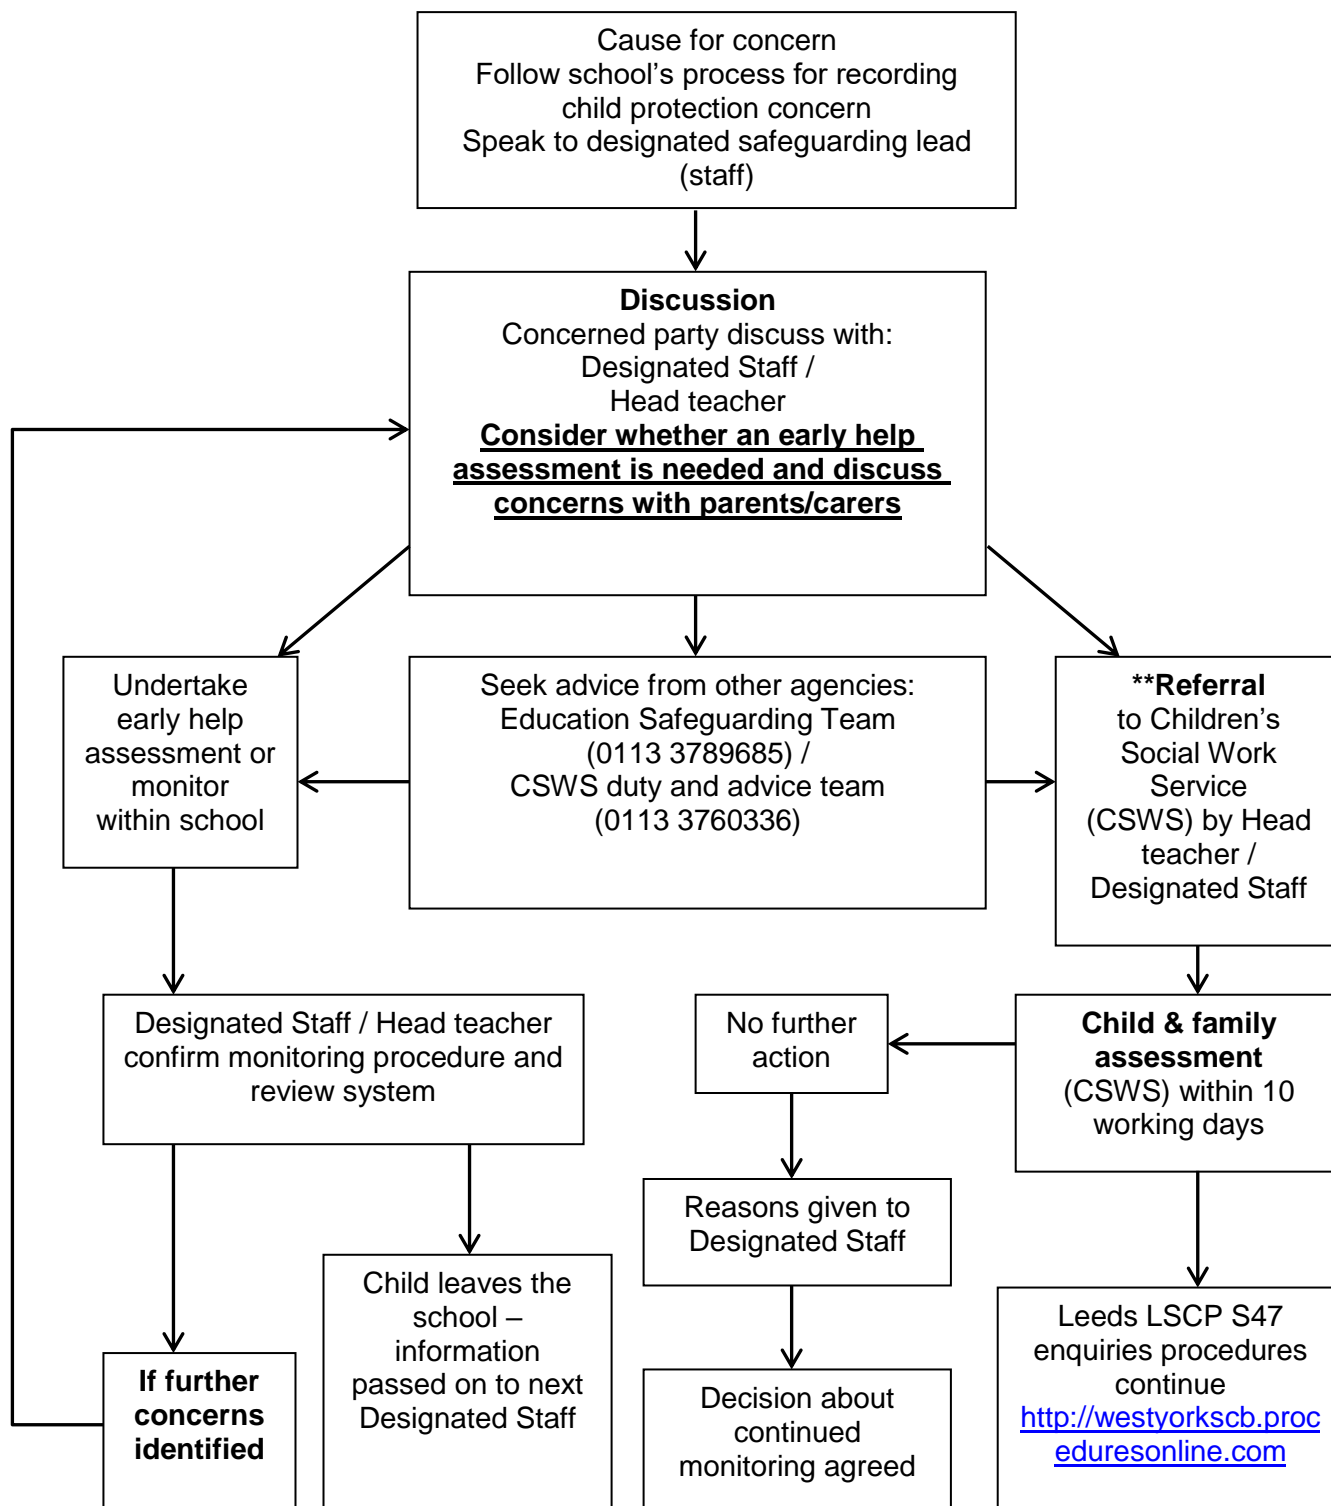 Cause for concern
Follow school's process for recording
child protection concern
Speak to designated safeguarding lead
(staff)
Discussion
Concerned party discuss with:
Designated Staff /
Head teacher
Consider whether an early help
assessment is needed and discuss
concerns with parents/carers
Undertake
early help
assessment or
monitor
within school
Seek advice from other agencies:
Education Safeguarding Team
(0113 3789685) /
CSWS duty and advice team
(0113 3760336)
**Referral
to Children's
Social Work
Service
(CSWS) by Head
teacher /
Designated Staff
Designated Staff / Head teacher
confirm monitoring procedure and
review system
No further
action
Child & family
assessment
(CSWS) within 10
working days
Reasons given to
Designated Staff
Child leaves the
school –
information
passed on to next
Designated Staff
Leeds LSCP S47
enquiries procedures
continue
http://westyorkscb.proc
eduresonline.com
If further
concerns
identified
Decision about
continued
monitoring agreed